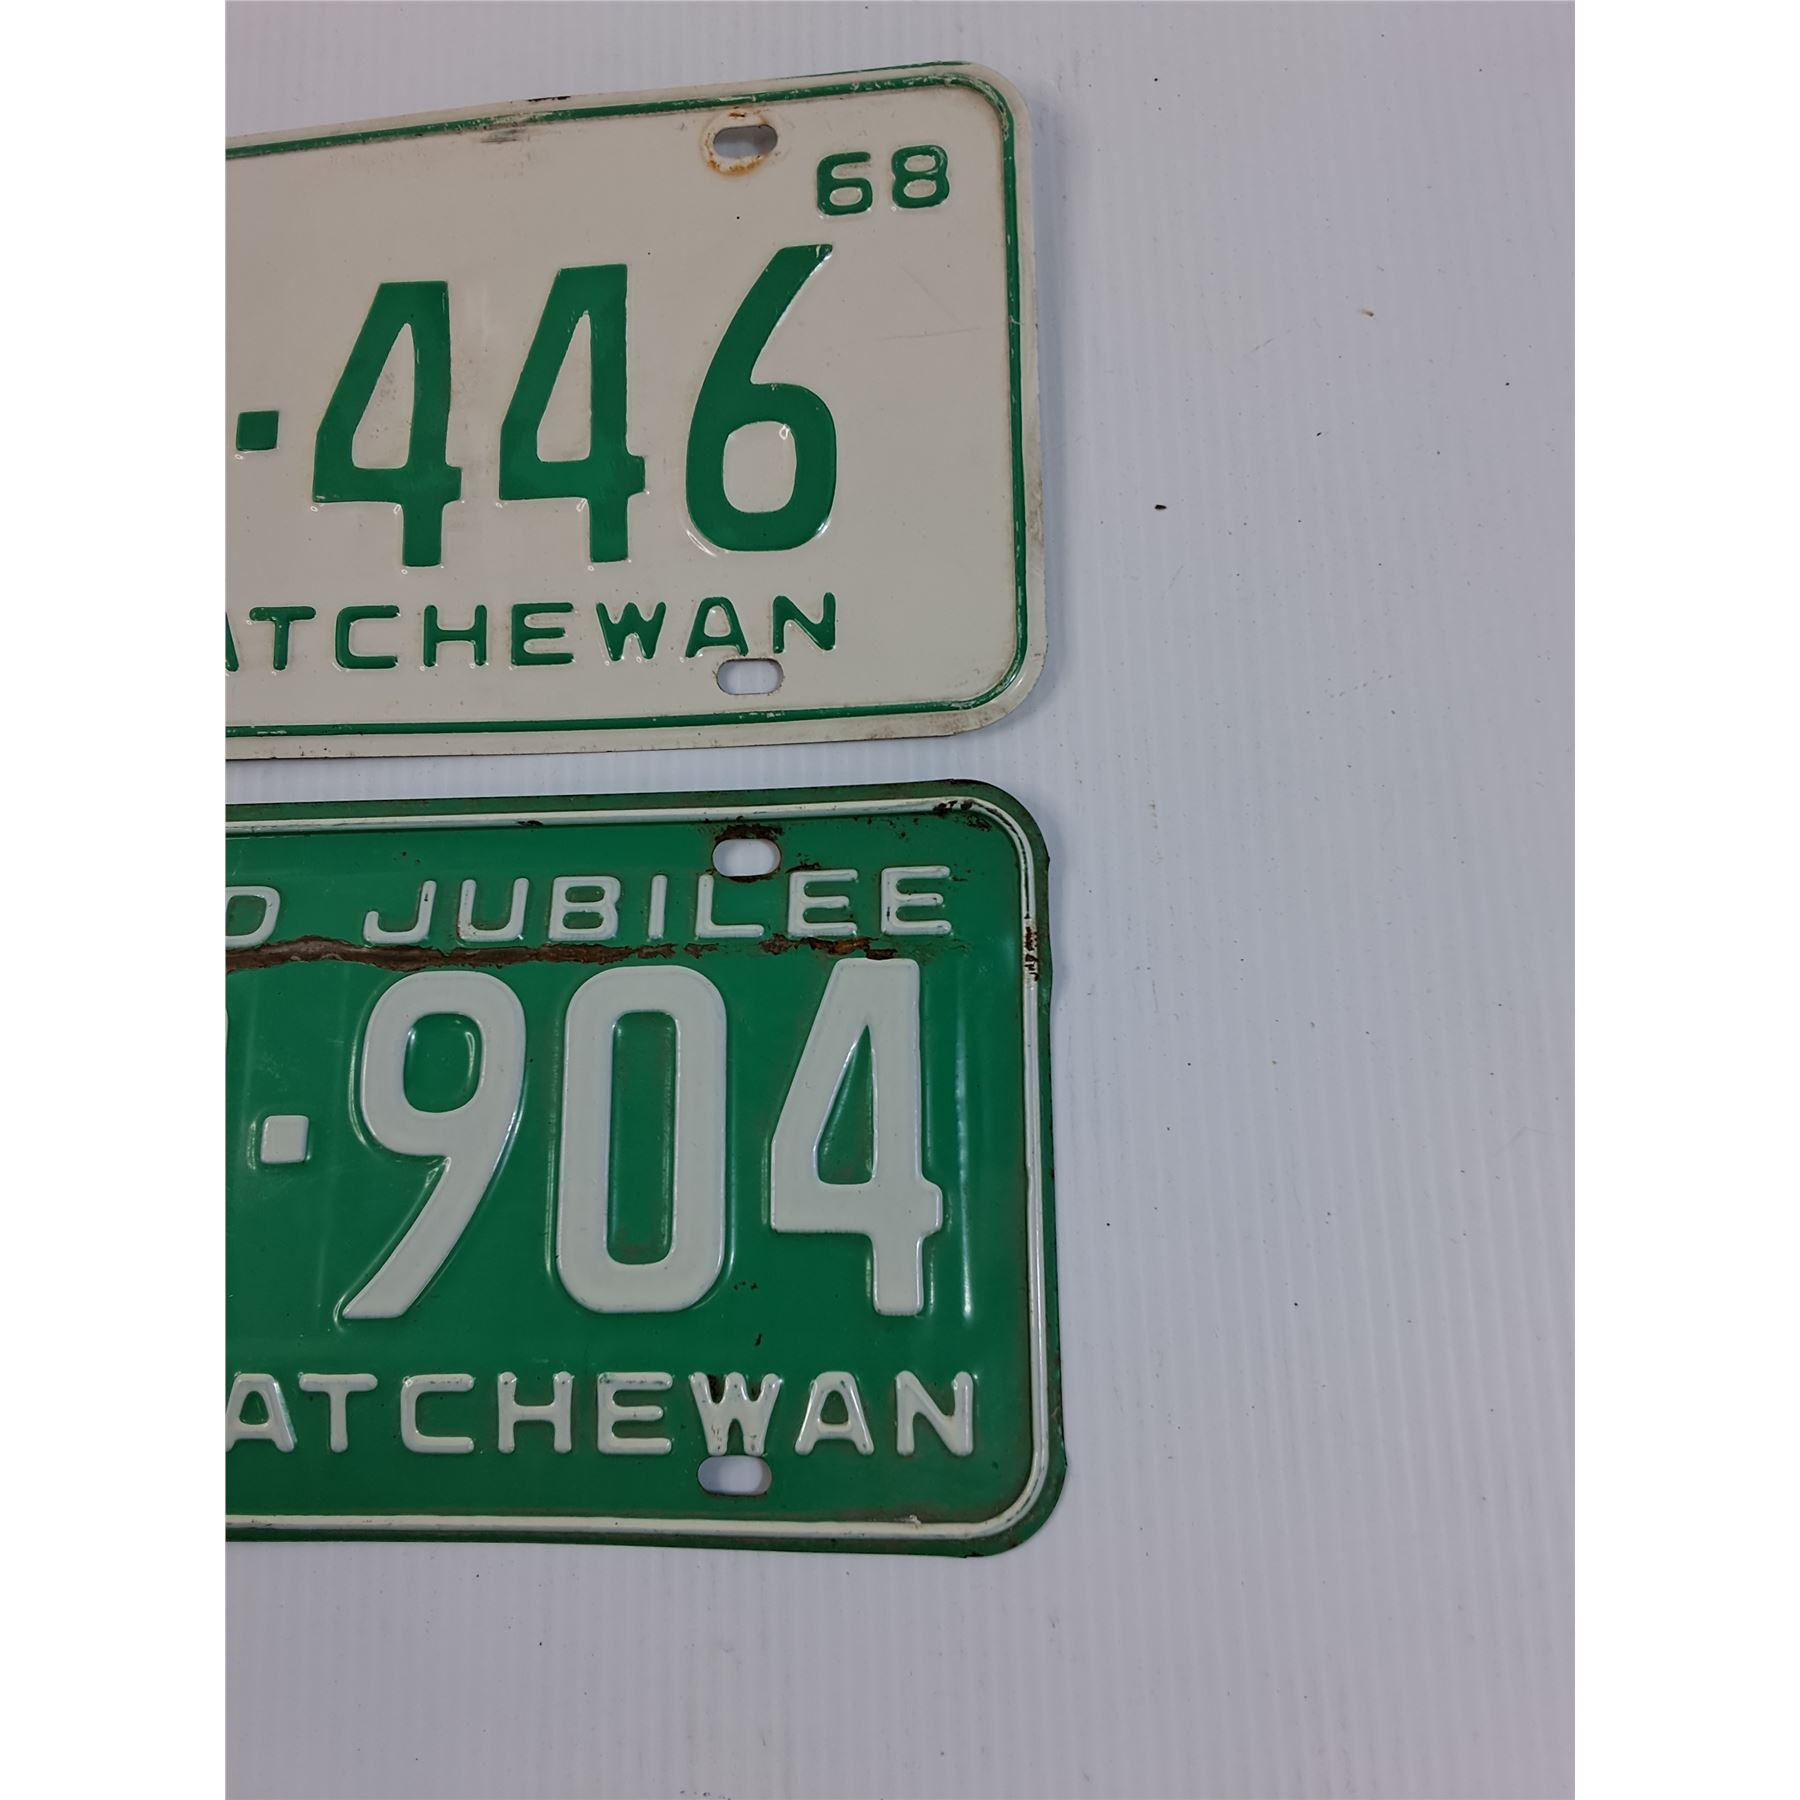 68
·446
ATCHEWAN
D JUBILEE
·904
ATCHEWAN